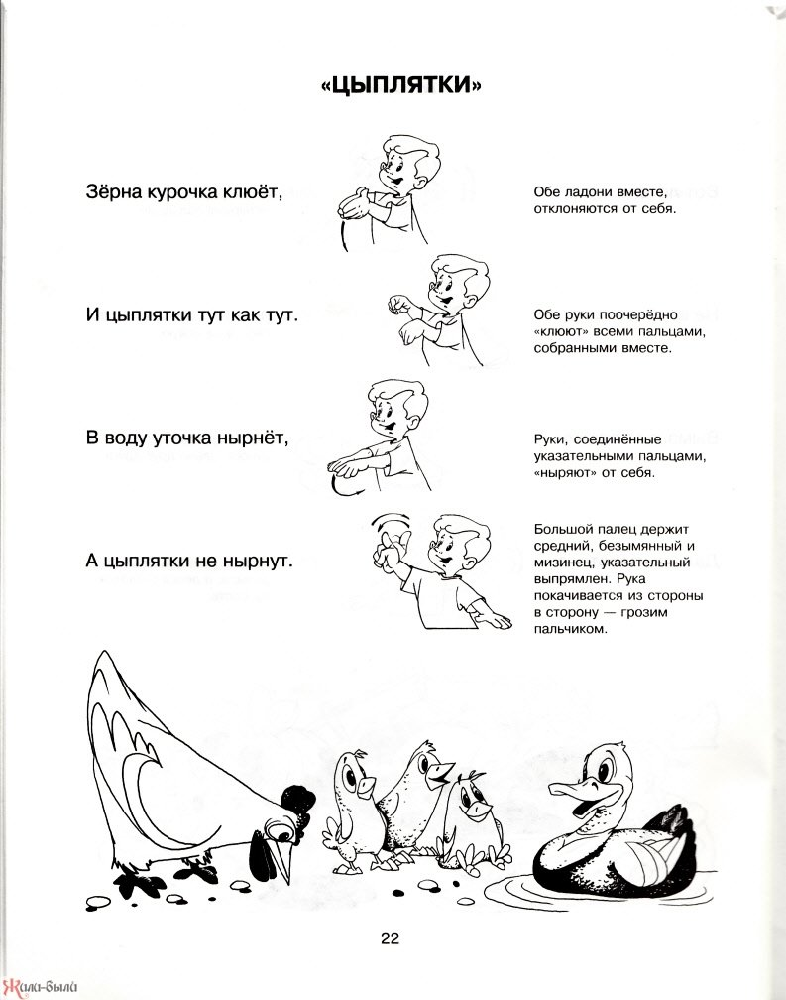 «ЦЫПЛЯТКИ»
Зёрна курочка клюёт,
Обе ладони вместе,
отклоняются от себя.
И цыплятки тут как тут.
Обе руки поочерёдно
«клюют» всеми пальцами,
собранными вместе.
В воду уточка нырнёт,
Руки, соединённые
указательными пальцами,
«ныряют» от себя.
А цыплятки не нырнут.
Большой палец держит
средний, безымянный и
мизинец, указательный
выпрямлен. Рука
покачивается из стороны
в сторону — грозим
пальчиком.
22
Жили-были